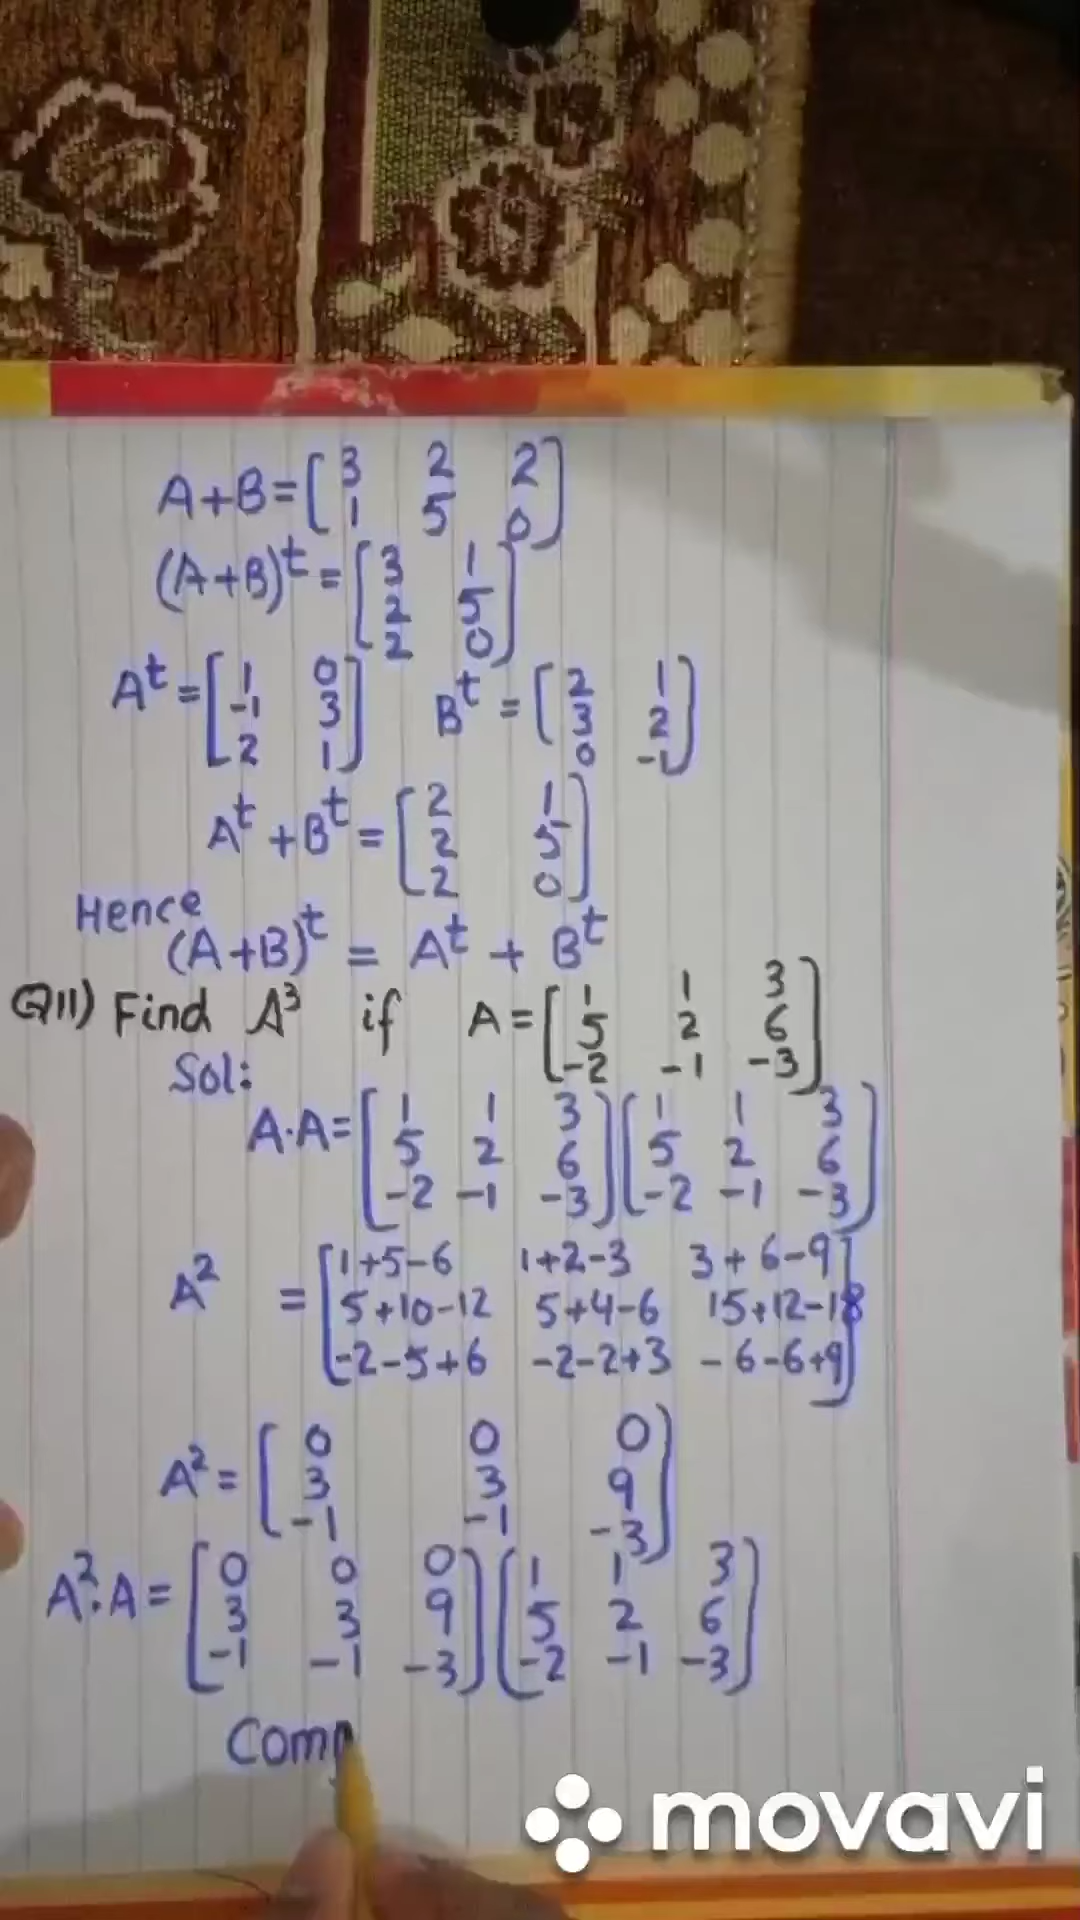 A+B=[3 2 2
1 5 0]
(A+B)^t=[3 1
2 5
2 0]
A^t=[1 0
-1 3
2 1] B^t=[2 1
3 2
0 -1]
A^t+B^t=[2 1
2 5
2 0]
Hence
(A+B)^t = A^t + B^t
Q11) Find A³ if A=[1 1 3
5 2 6
-2 -1 -3]
Sol:
A·A=[1 1 3
5 2 6
-2 -1 -3][1 1 3
5 2 6
-2 -1 -3]
A² =[1+5-6 1+2-3 3+6-9
5+10-12 5+4-6 15+12-18
-2-5+6 -2-2+3 -6-6+9]
A²=[0 0 0
3 3 9
-1 -1 -3]
A²·A=[0 0 0
3 3 9
-1 -1 -3][1 1 3
5 2 6
-2 -1 -3]
Comp
movavi